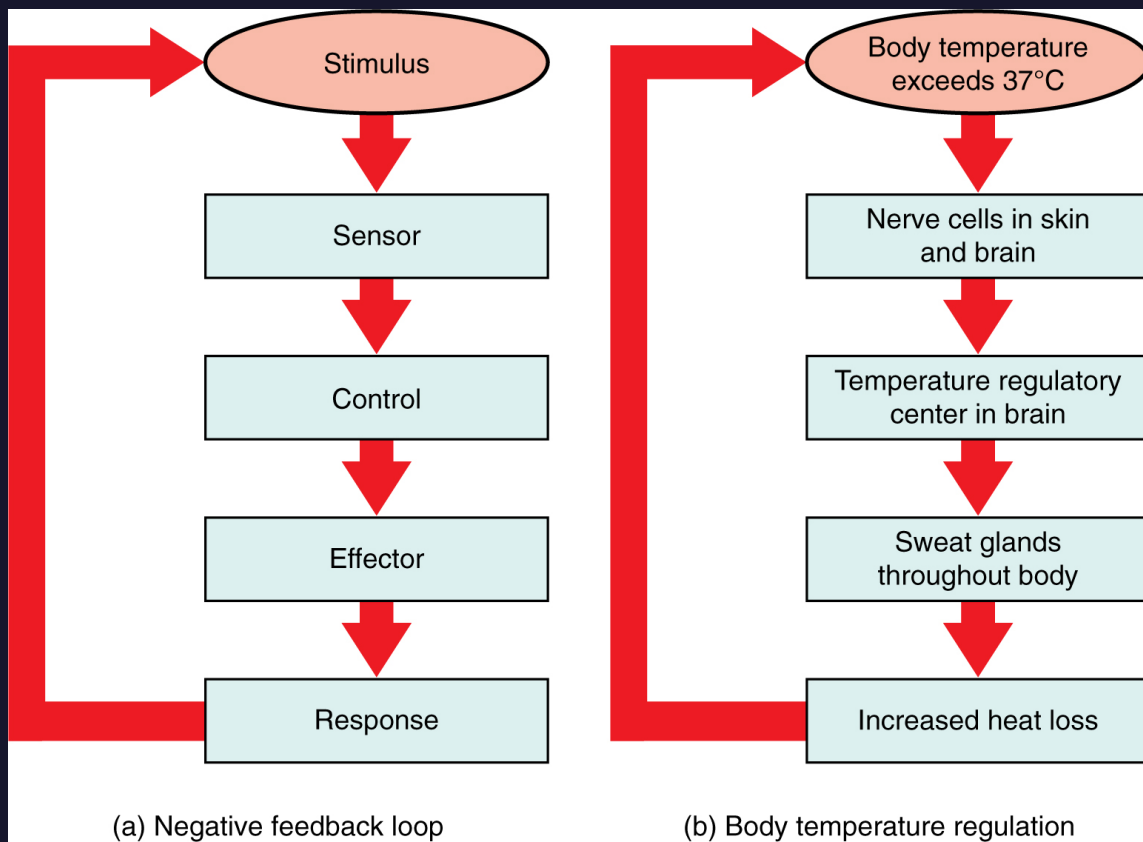 Stimulus
Sensor
Control
Effector
Response
(a) Negative feedback loop
Body temperature
exceeds 37°C
Nerve cells in skin
and brain
Temperature regulatory
center in brain
Sweat glands
throughout body
Increased heat loss
(b) Body temperature regulation